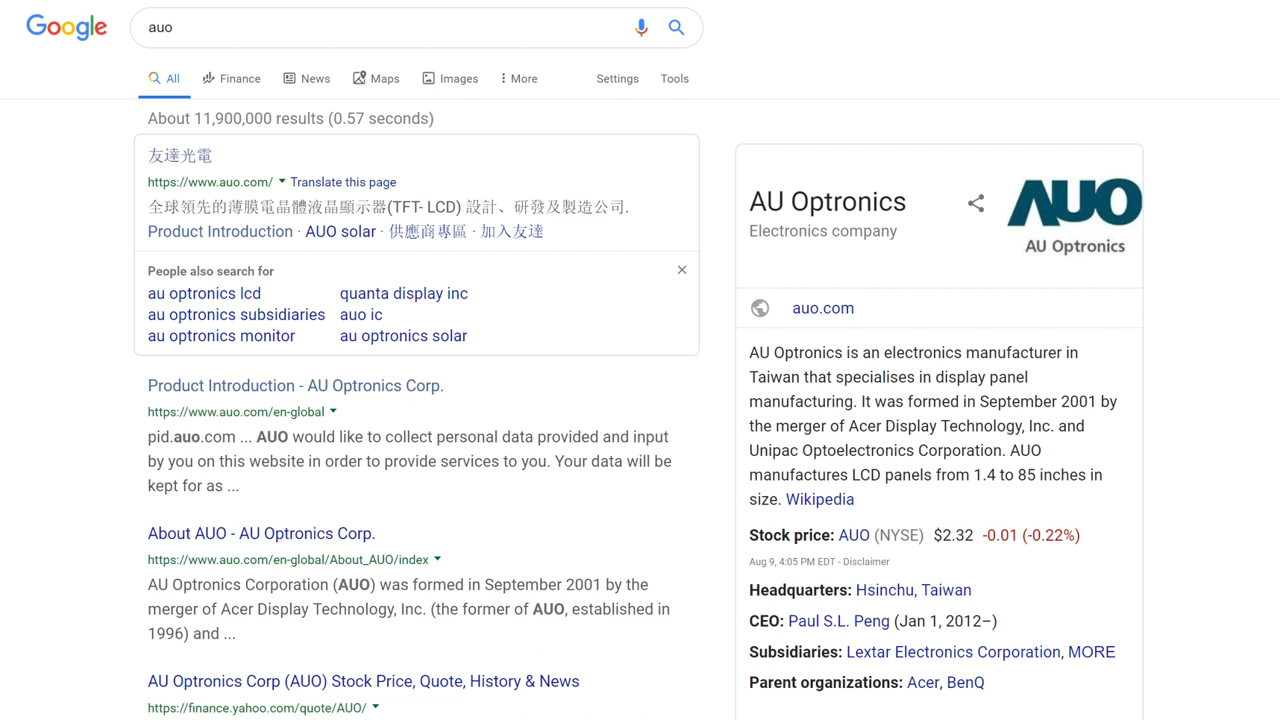 Google
auo
All Finance News Maps Images More Settings Tools
About 11,900,000 results (0.57 seconds)
友達光電
https://www.auo.com/ Translate this page
全球領先的薄膜電晶體液晶顯示器(TFT- LCD) 設計、研發及製造公司.
Product Introduction · AUO solar · 供應商專區 · 加入友達
People also search for
au optronics lcd quanta display inc
au optronics subsidiaries auo ic
au optronics monitor au optronics solar
Product Introduction - AU Optronics Corp.
https://www.auo.com/en-global
pid.auo.com ... AUO would like to collect personal data provided and input
by you on this website in order to provide services to you. Your data will be
kept for as ...
About AUO - AU Optronics Corp.
https://www.auo.com/en-global/About_AUO/index
AU Optronics Corporation (AUO) was formed in September 2001 by the
merger of Acer Display Technology, Inc. (the former of AUO, established in
1996) and ...
AU Optronics Corp (AUO) Stock Price, Quote, History & News
https://finance.yahoo.com/quote/AUO/
AU Optronics
Electronics company
AUO
AU Optronics
auo.com
AU Optronics is an electronics manufacturer in
Taiwan that specialises in display panel
manufacturing. It was formed in September 2001 by
the merger of Acer Display Technology, Inc. and
Unipac Optoelectronics Corporation. AUO
manufactures LCD panels from 1.4 to 85 inches in
size. Wikipedia
Stock price: AUO (NYSE) $2.32 -0.01 (-0.22%)
Aug 9, 4:05 PM EDT - Disclaimer
Headquarters: Hsinchu, Taiwan
CEO: Paul S.L. Peng (Jan 1, 2012–)
Subsidiaries: Lextar Electronics Corporation, MORE
Parent organizations: Acer, BenQ